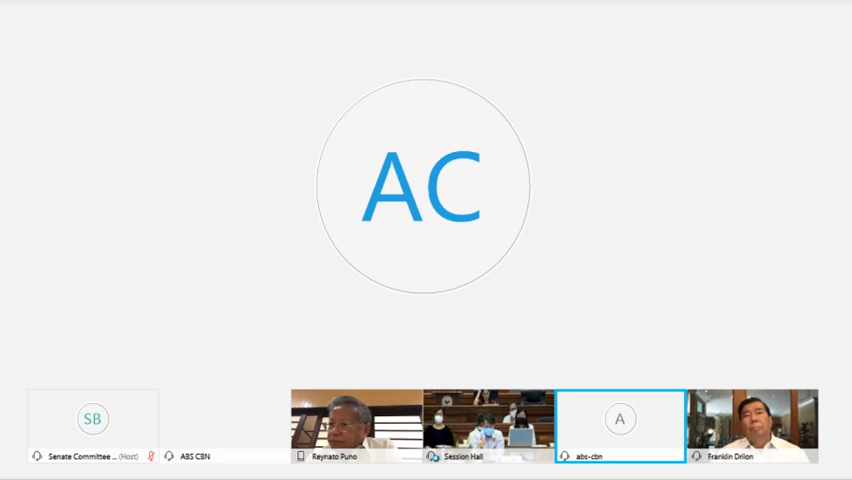 AC
SB
A
Senate Committee ... (Host)
ABS CBN
Reynato Puno
Session Hall
abs-cbn
Franklin Drilon